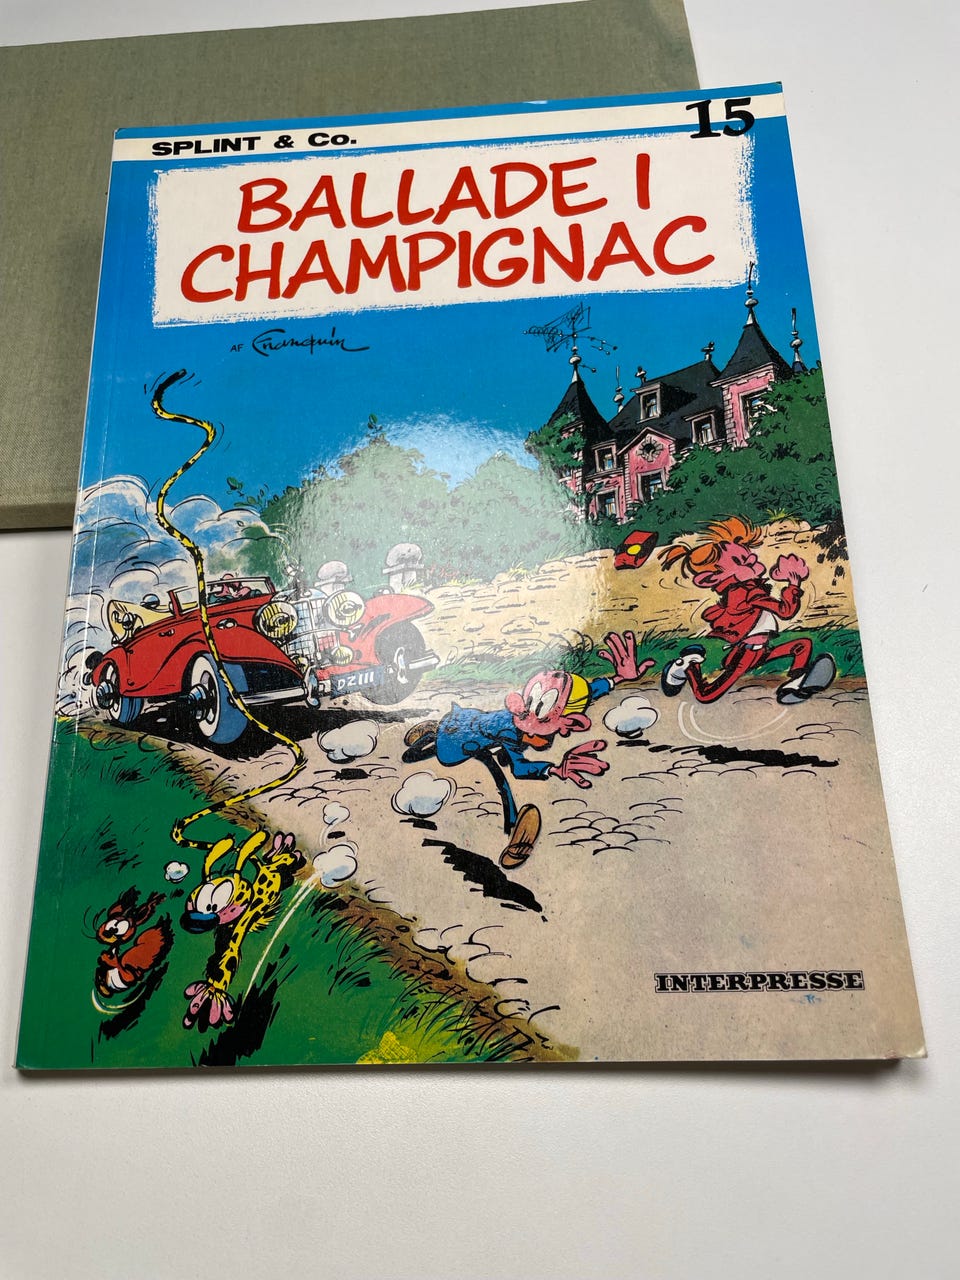 SPLINT & Co.
15
BALLADE I
CHAMPIGNAC
AF Franquin
DZ111
INTERPRESSE